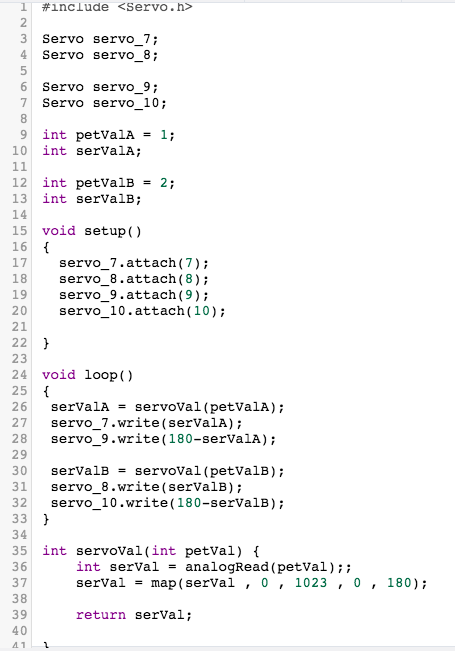 1 #include <Servo.h>
2
3 Servo servo_7;
4 Servo servo_8;
5
6 Servo servo_9;
7 Servo servo_10;
8
9 int petValA = 1;
10 int serValA;
11
12 int petValB = 2;
13 int serValB;
14
15 void setup()
16 {
17   servo_7.attach(7);
18   servo_8.attach(8);
19   servo_9.attach(9);
20   servo_10.attach(10);
21
22 }
23
24 void loop()
25 {
26  serValA = servoVal(petValA);
27  servo_7.write(serValA);
28  servo_9.write(180-serValA);
29
30  serValB = servoVal(petValB);
31  servo_8.write(serValB);
32  servo_10.write(180-serValB);
33 }
34
35 int servoVal(int petVal) {
36     int serVal = analogRead(petVal);;
37     serVal = map(serVal , 0 , 1023 , 0 , 180);
38
39     return serVal;
40
41 }